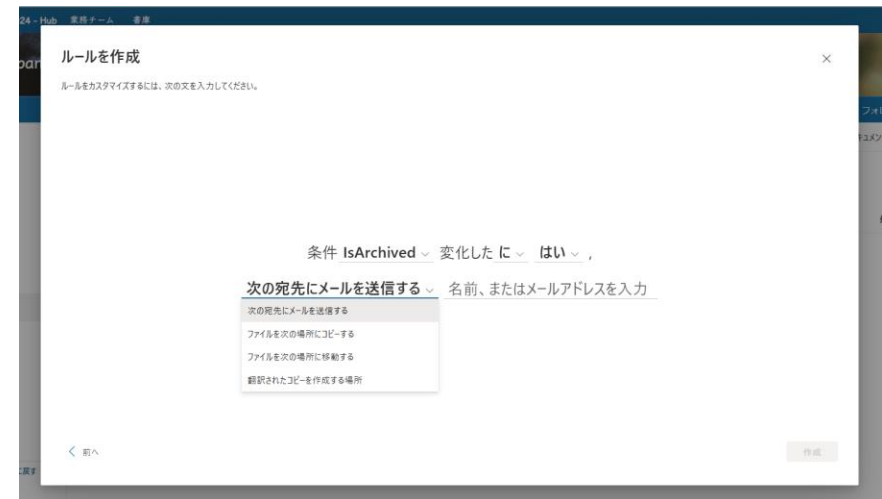 24 - Hub 業務チーム 書庫
ルールを作成
ルールをカスタマイズするには、次の文を入力してください。
条件 IsArchived 変化した に はい ,
次の宛先にメールを送信する 名前、またはメールアドレスを入力
次の宛先にメールを送信する
ファイルを次の場所にコピーする
ファイルを次の場所に移動する
翻訳されたコピーを作成する場所
前へ
作成
に戻す